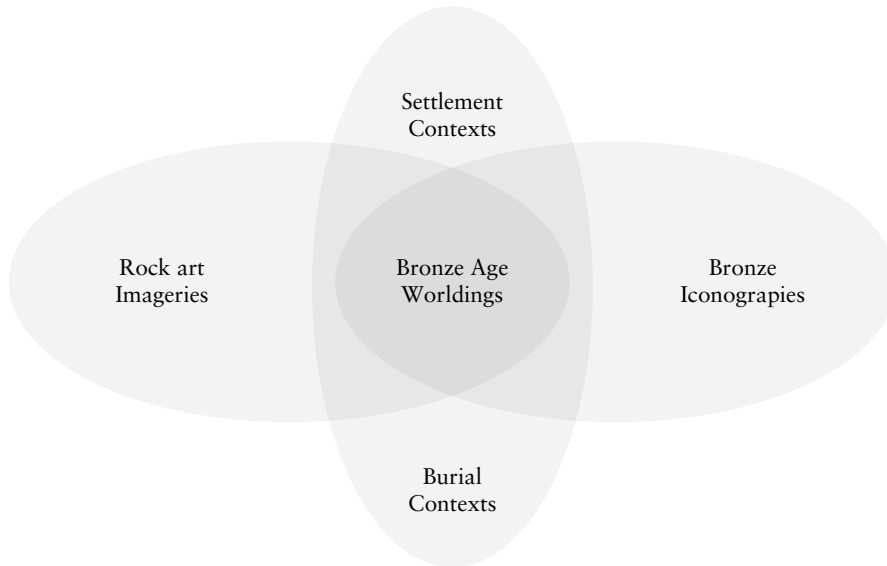 Settlement
Contexts
Rock art
Imageries
Bronze Age
Worldings
Bronze
Iconograpies
Burial
Contexts